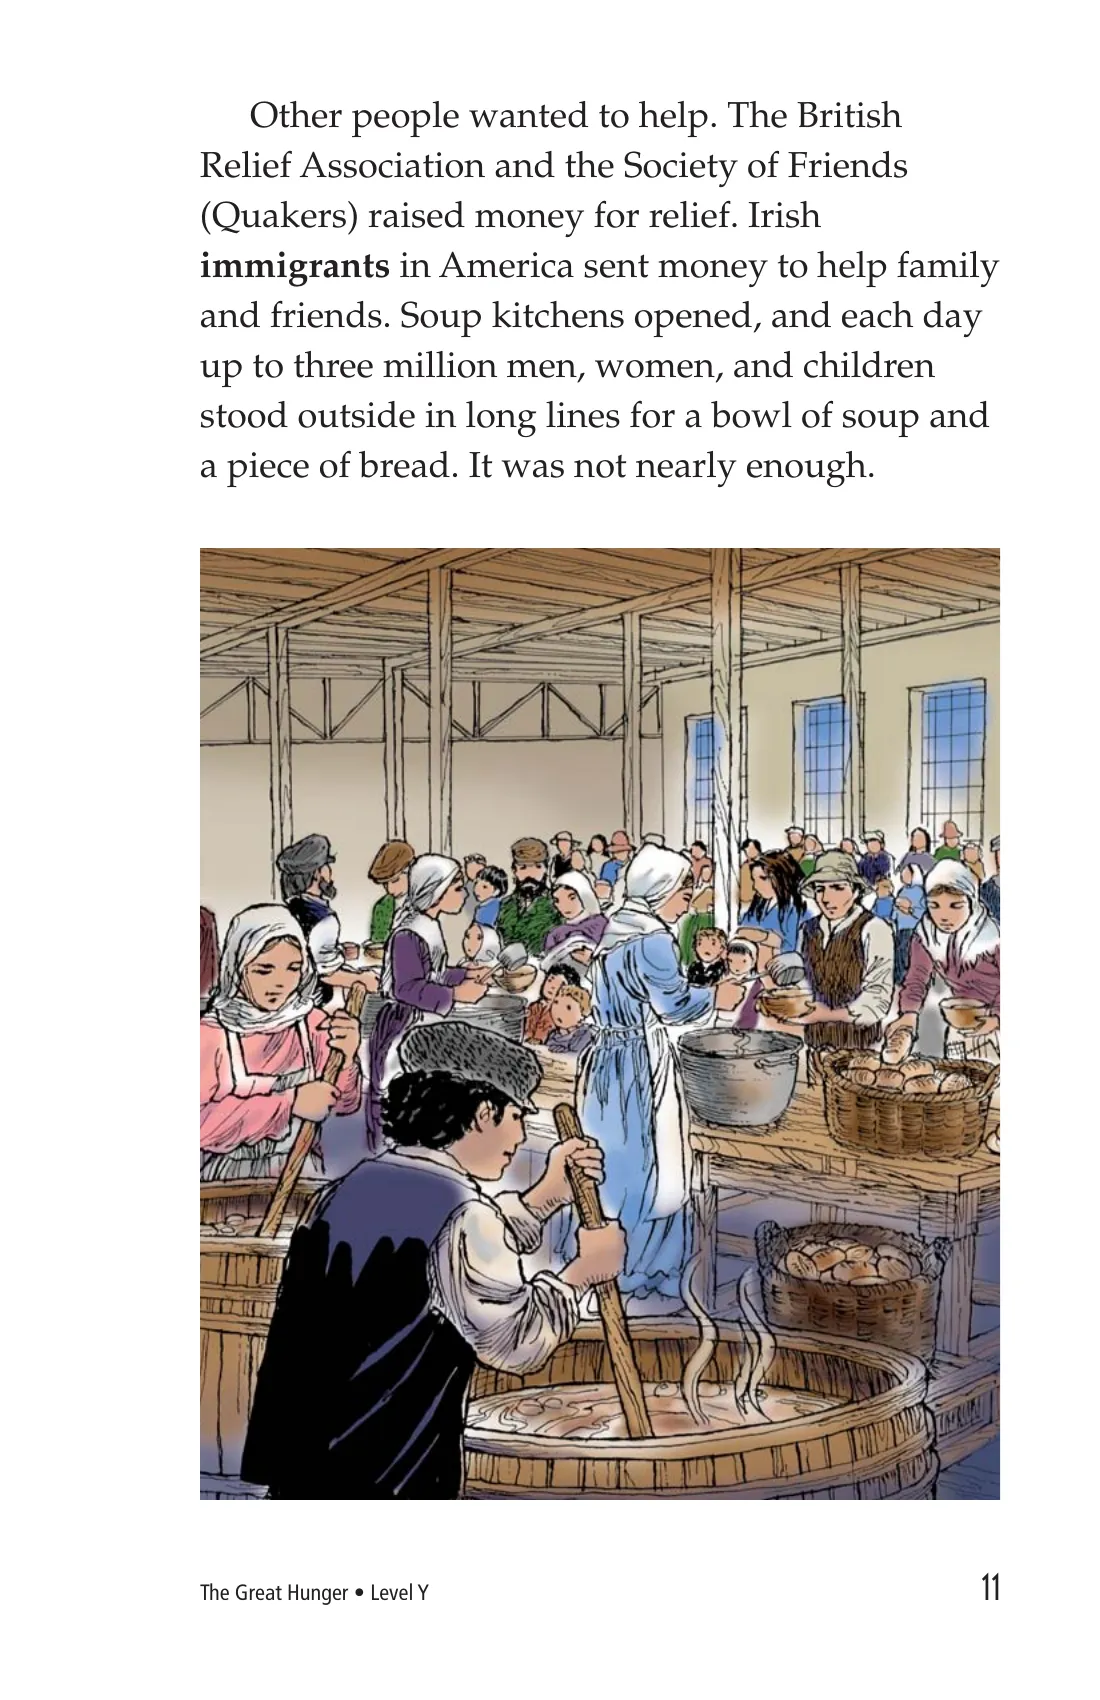 Other people wanted to help. The British
Relief Association and the Society of Friends
(Quakers) raised money for relief. Irish
immigrants in America sent money to help family
and friends. Soup kitchens opened, and each day
up to three million men, women, and children
stood outside in long lines for a bowl of soup and
a piece of bread. It was not nearly enough.
The Great Hunger • Level Y
11